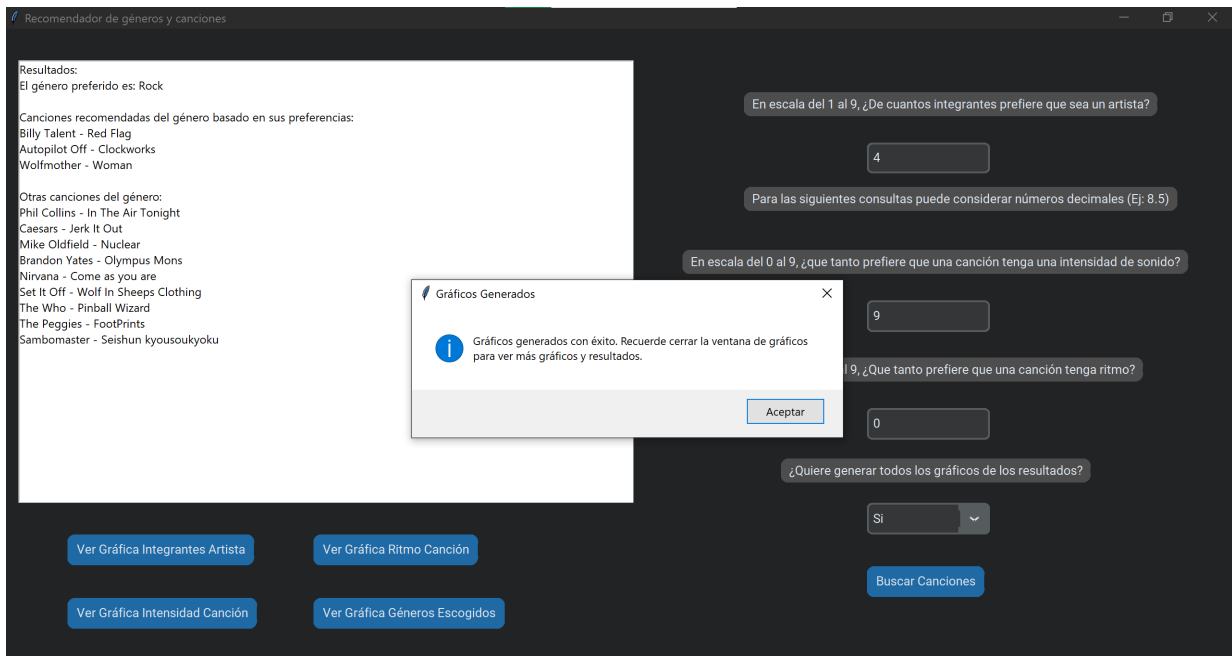 Recomendador de géneros y canciones
Resultados:
El género preferido es: Rock
Canciones recomendadas del género basado en sus preferencias:
Billy Talent - Red Flag
Autopilot Off - Clockworks
Wolfmother - Woman
Otras canciones del género:
Phil Collins - In The Air Tonight
Caesars - Jerk It Out
Mike Oldfield - Nuclear
Brandon Yates - Olympus Mons
Nirvana - Come as you are
Set It Off - Wolf In Sheeps Clothing
The Who - Pinball Wizard
The Peggies - FootPrints
Sambomaster - Seishun kyousoukyoku
En escala del 1 al 9, ¿De cuantos integrantes prefiere que sea un artista?
4
Para las siguientes consultas puede considerar números decimales (Ej: 8.5)
En escala del 0 al 9, ¿que tanto prefiere que una canción tenga una intensidad de sonido?
9
al 9, ¿Que tanto prefiere que una canción tenga ritmo?
0
¿Quiere generar todos los gráficos de los resultados?
Si
Buscar Canciones
Gráficos Generados
Gráficos generados con éxito. Recuerde cerrar la ventana de gráficos
para ver más gráficos y resultados.
Aceptar
Ver Gráfica Integrantes Artista
Ver Gráfica Ritmo Canción
Ver Gráfica Intensidad Canción
Ver Gráfica Géneros Escogidos